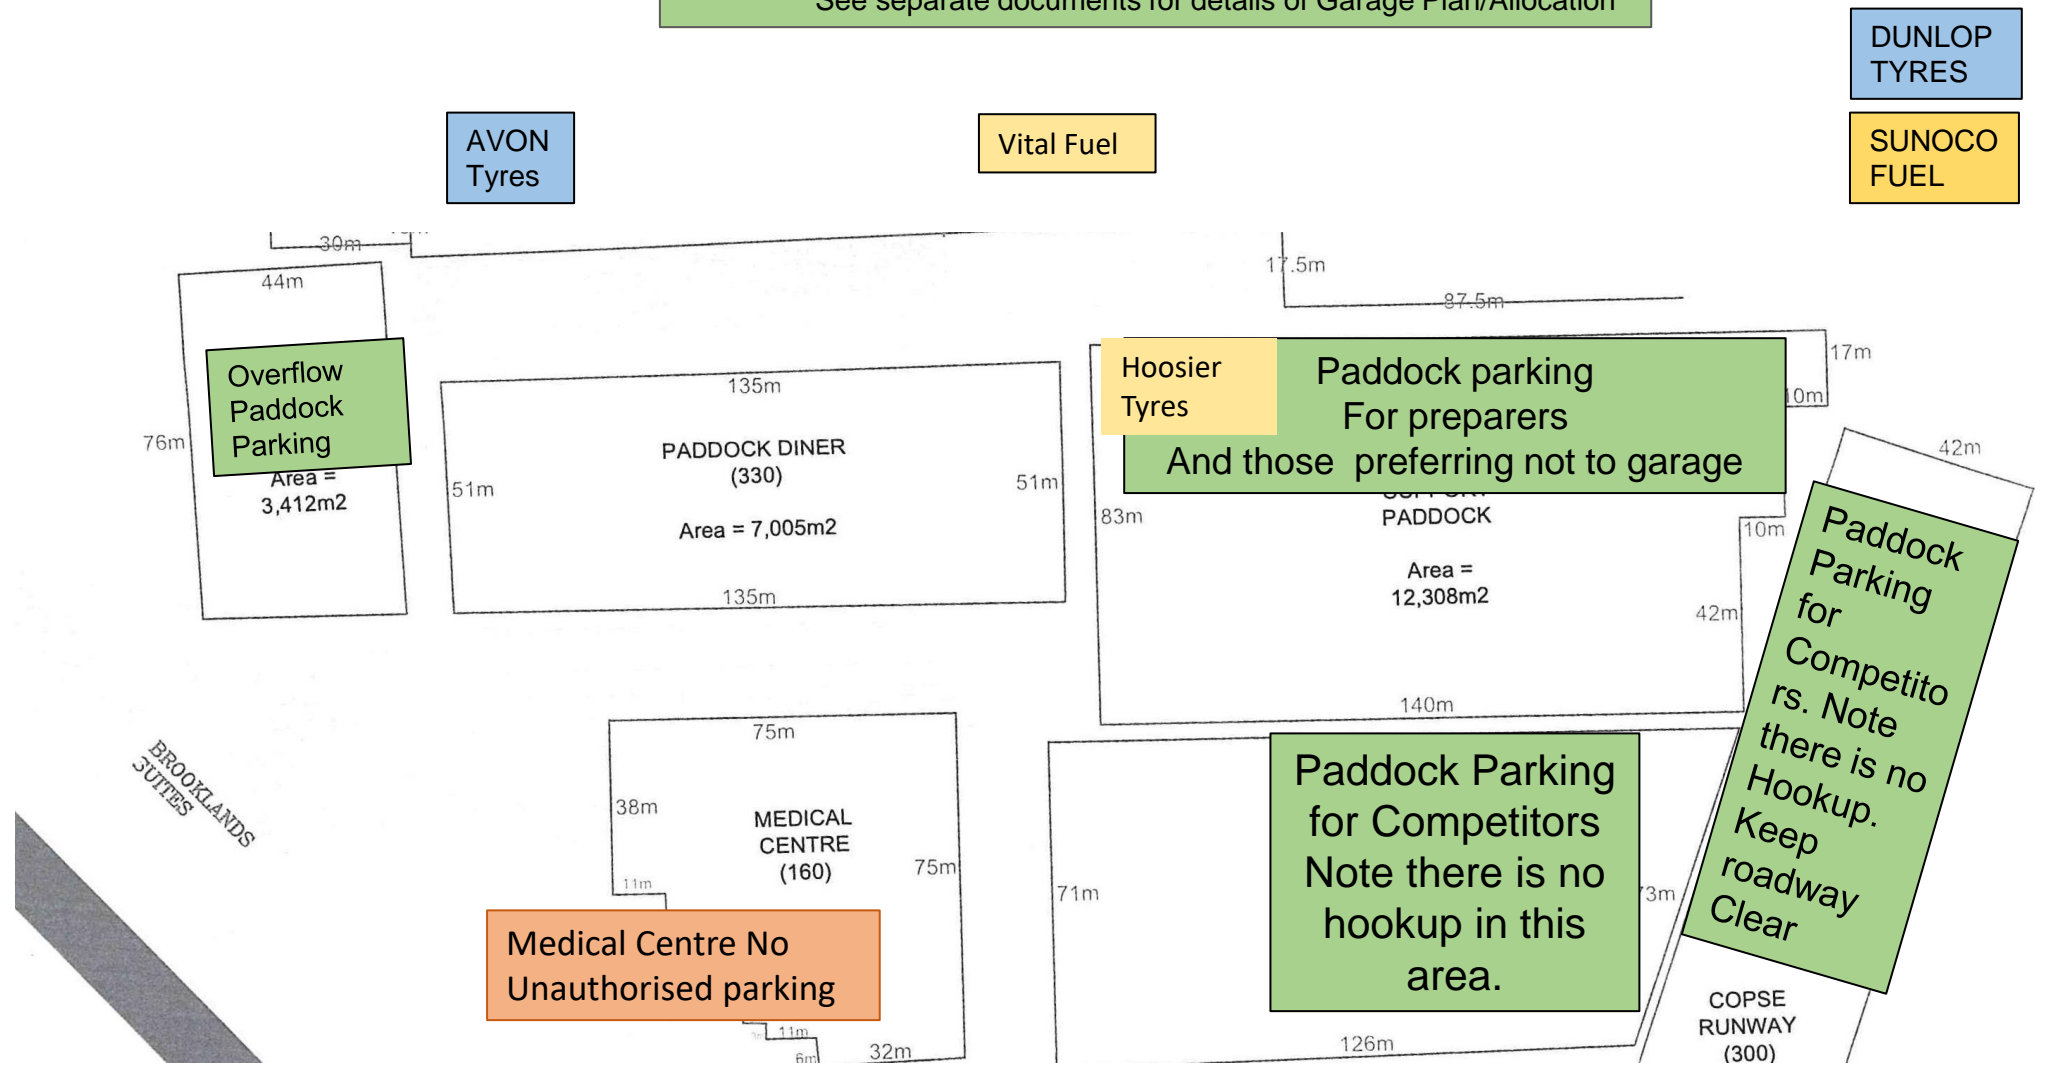 See separate documents for details of Garage Plan/Allocation
DUNLOP
TYRES
AVON
Tyres
Vital Fuel
SUNOCO
FUEL
30m
17.5m
87.5m
44m
76m
Overflow
Paddock
Parking
Area =
3,412m2
135m
51m
PADDOCK DINER
(330)
51m
Area = 7,005m2
135m
Hoosier
Tyres
Paddock parking
For preparers
And those preferring not to garage
17m
10m
83m
SUPPORT
PADDOCK
10m
Area =
12,308m2
42m
140m
42m
Paddock
Parking
for
Competito
rs. Note
there is no
Hookup.
Keep
roadway
Clear
BROOKLANDS
SUITES
75m
38m
MEDICAL
CENTRE
(160)
75m
11m
Medical Centre No
Unauthorised parking
11m
6m
32m
71m
Paddock Parking
for Competitors
Note there is no
hookup in this
area.
73m
126m
COPSE
RUNWAY
(300)